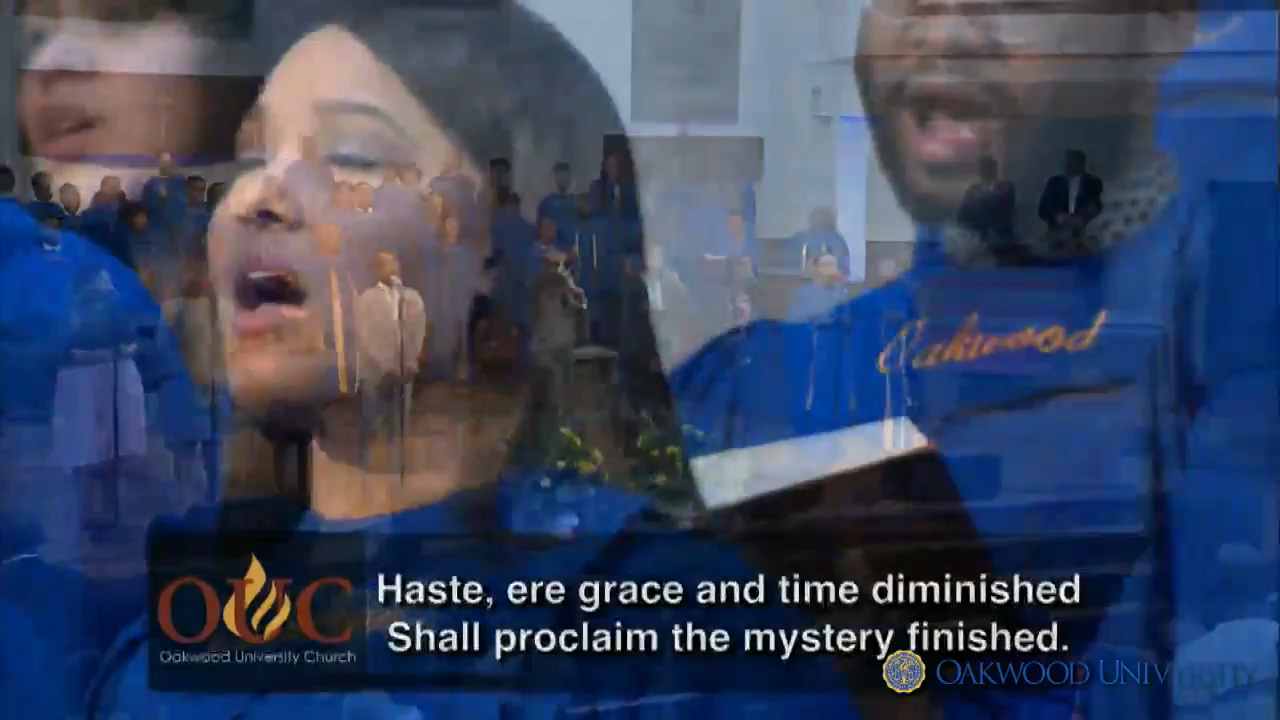 Oakwood
OUC
Oakwood University Church
Haste, ere grace and time diminished
Shall proclaim the mystery finished.
OAKWOOD UNIVERSITY